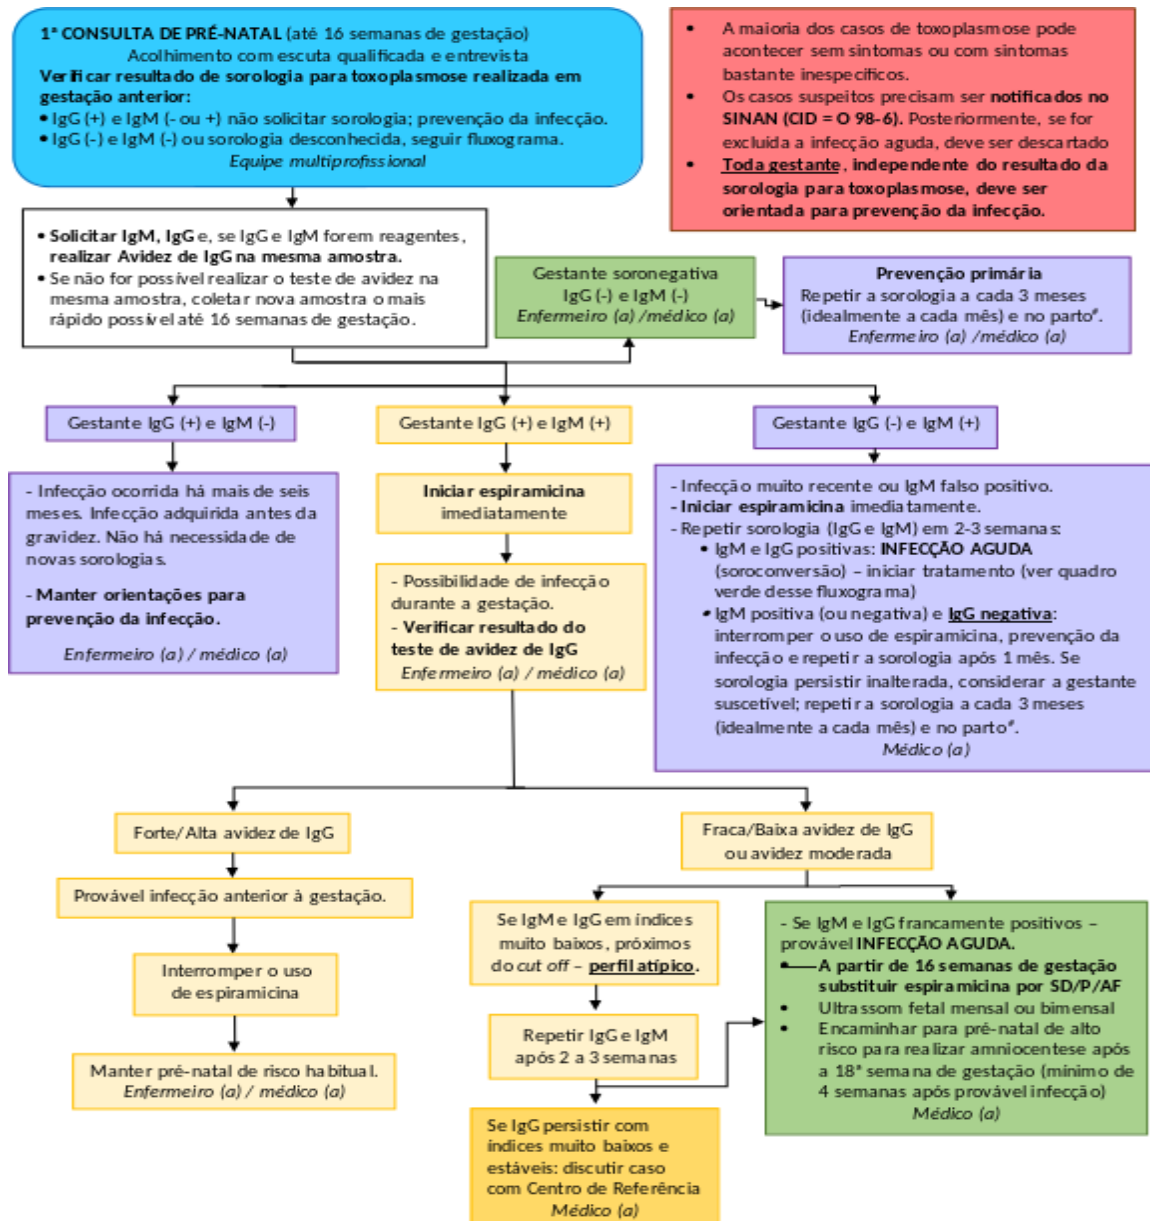 1ª CONSULTA DE PRÉ-NATAL (até 16 semanas de gestação)
Acolhimento com escuta qualificada e entrevista
Verificar resultado de sorologia para toxoplasmose realizada em
gestação anterior:
• IgG (+) e IgM (- ou +) não solicitar sorologia; prevenção da infecção.
• IgG (-) e IgM (-) ou sorologia desconhecida, seguir fluxograma.
Equipe multiprofissional
• A maioria dos casos de toxoplasmose pode
acontecer sem sintomas ou com sintomas
bastante inespecíficos.
• Os casos suspeitos precisam ser notificados no
SINAN (CID = O 98-6). Posteriormente, se for
excluída a infecção aguda, deve ser descartado
• Toda gestante, independente do resultado da
sorologia para toxoplasmose, deve ser
orientada para prevenção da infecção.
• Solicitar IgM, IgG e, se IgG e IgM forem reagentes,
realizar Avidez de IgG na mesma amostra.
• Se não for possível realizar o teste de avidez na
mesma amostra, coletar nova amostra o mais
rápido possível até 16 semanas de gestação.
Gestante soronegativa
IgG (-) e IgM (-)
Enfermeiro (a) /médico (a)
Prevenção primária
Repetir a sorologia a cada 3 meses
(idealmente a cada mês) e no parto#.
Enfermeiro (a) /médico (a)
Gestante IgG (+) e IgM (-)
Gestante IgG (+) e IgM (+)
Gestante IgG (-) e IgM (+)
- Infecção ocorrida há mais de seis
meses. Infecção adquirida antes da
gravidez. Não há necessidade de
novas sorologias.
- Manter orientações para
prevenção da infecção.
Enfermeiro (a) / médico (a)
Iniciar espiramicina
imediatamente
- Possibilidade de infecção
durante a gestação.
- Verificar resultado do
teste de avidez de IgG
Enfermeiro (a) / médico (a)
- Infecção muito recente ou IgM falso positivo.
- Iniciar espiramicina imediatamente.
- Repetir sorologia (IgG e IgM) em 2-3 semanas:
• IgM e IgG positivas: INFECÇÃO AGUDA
(soroconversão) – iniciar tratamento (ver quadro
verde desse fluxograma)
• IgM positiva (ou negativa) e IgG negativa:
interromper o uso de espiramicina, prevenção da
infecção e repetir a sorologia após 1 mês. Se
sorologia persistir inalterada, considerar a gestante
suscetível; repetir a sorologia a cada 3 meses
(idealmente a cada mês) e no parto#.
Médico (a)
Forte/Alta avidez de IgG
Provável infecção anterior à gestação.
Interromper o uso
de espiramicina
Manter pré-natal de risco habitual.
Enfermeiro (a) / médico (a)
Fraca/Baixa avidez de IgG
ou avidez moderada
Se IgM e IgG em índices
muito baixos, próximos
do cut off – perfil atípico.
Repetir IgG e IgM
após 2 a 3 semanas
Se IgG persistir com
índices muito baixos e
estáveis: discutir caso
com Centro de Referência
Médico (a)
- Se IgM e IgG francamente positivos –
provável INFECÇÃO AGUDA.
• A partir de 16 semanas de gestação
substituir espiramicina por SD/P/AF
• Ultrassom fetal mensal ou bimensal
• Encaminhar para pré-natal de alto
risco para realizar amniocentese após
a 18ª semana de gestação (mínimo de
4 semanas após provável infecção)
Médico (a)